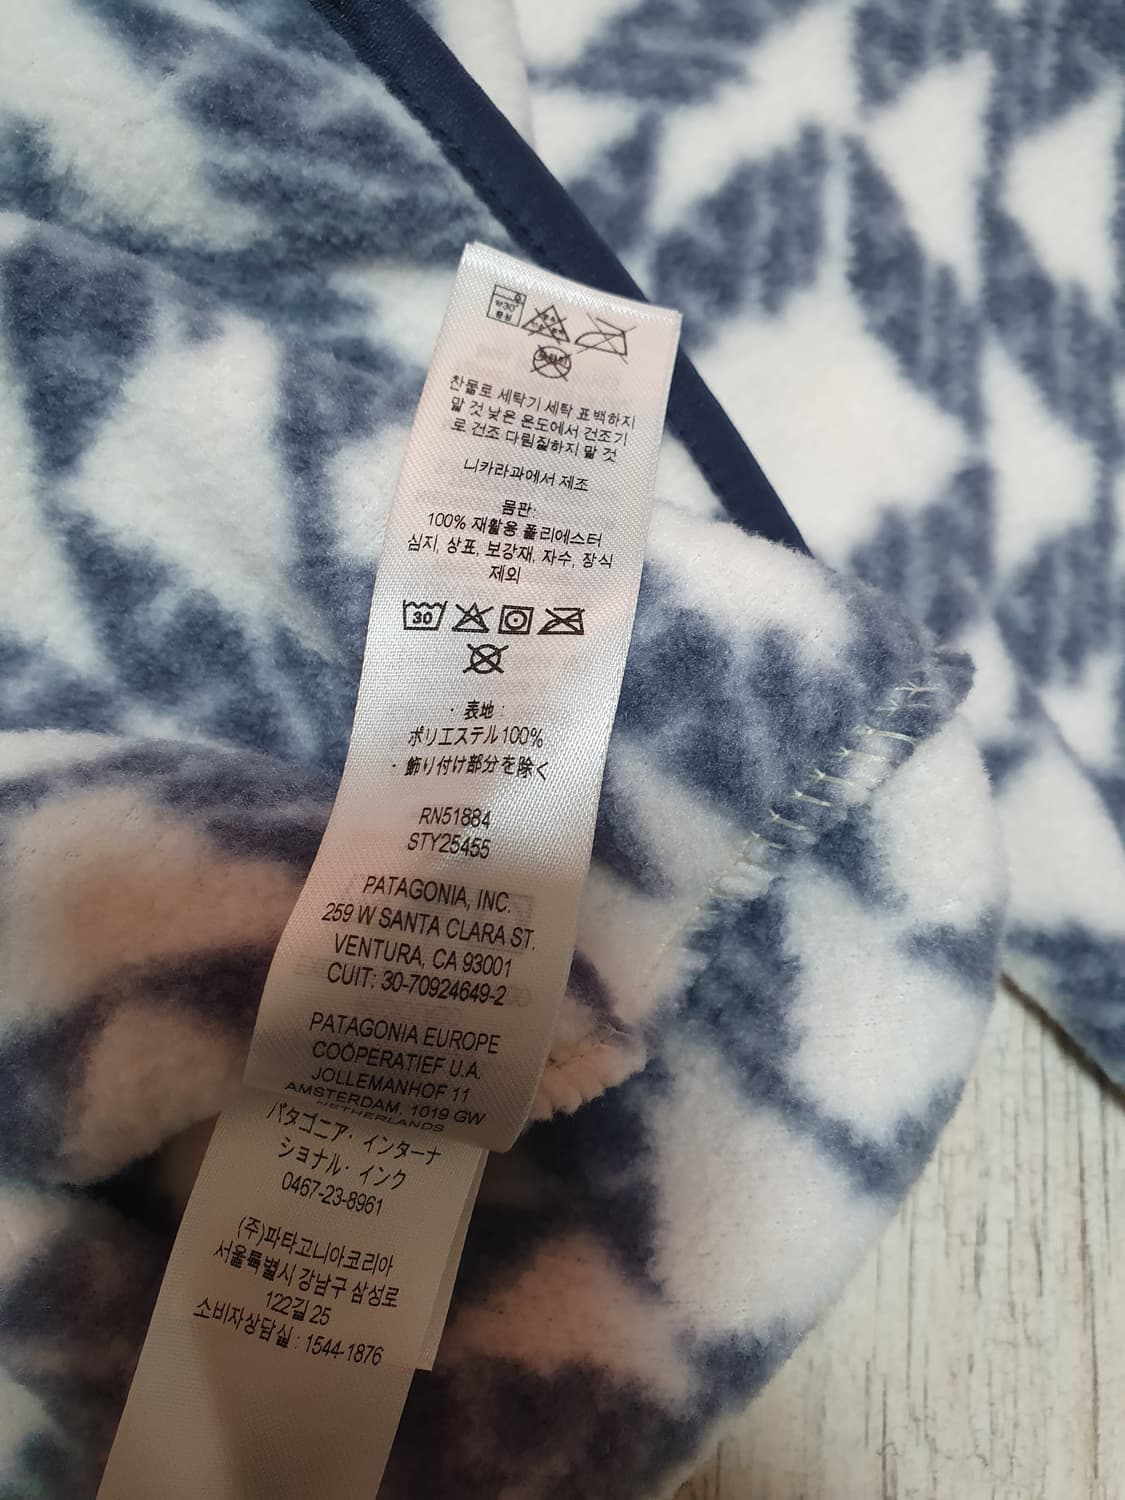 찬물로 세탁기 세탁 표백하지
말 것 낮은 온도에서 건조기
로 건조 다림질하지 말 것
니카라과에서 제조
몸판:
100% 재활용 폴리에스터
심지, 상표, 보강재, 자수, 장식
제외
30
・表地:
ポリエステル100%
・飾り付け部分を除く
RN51884
STY25455
PATAGONIA, INC.
259 W SANTA CLARA ST.
VENTURA, CA 93001
CUIT: 30-70924649-2
PATAGONIA EUROPE
COÖPERATIEF U.A.
JOLLEMANHOF 11
AMSTERDAM, 1019 GW
NETHERLANDS
パタゴニア・インターナ
ショナル・インク
0467-23-8961
(주)파타고니아코리아
서울특별시 강남구 삼성로
122길 25
소비자상담실 : 1544-1876